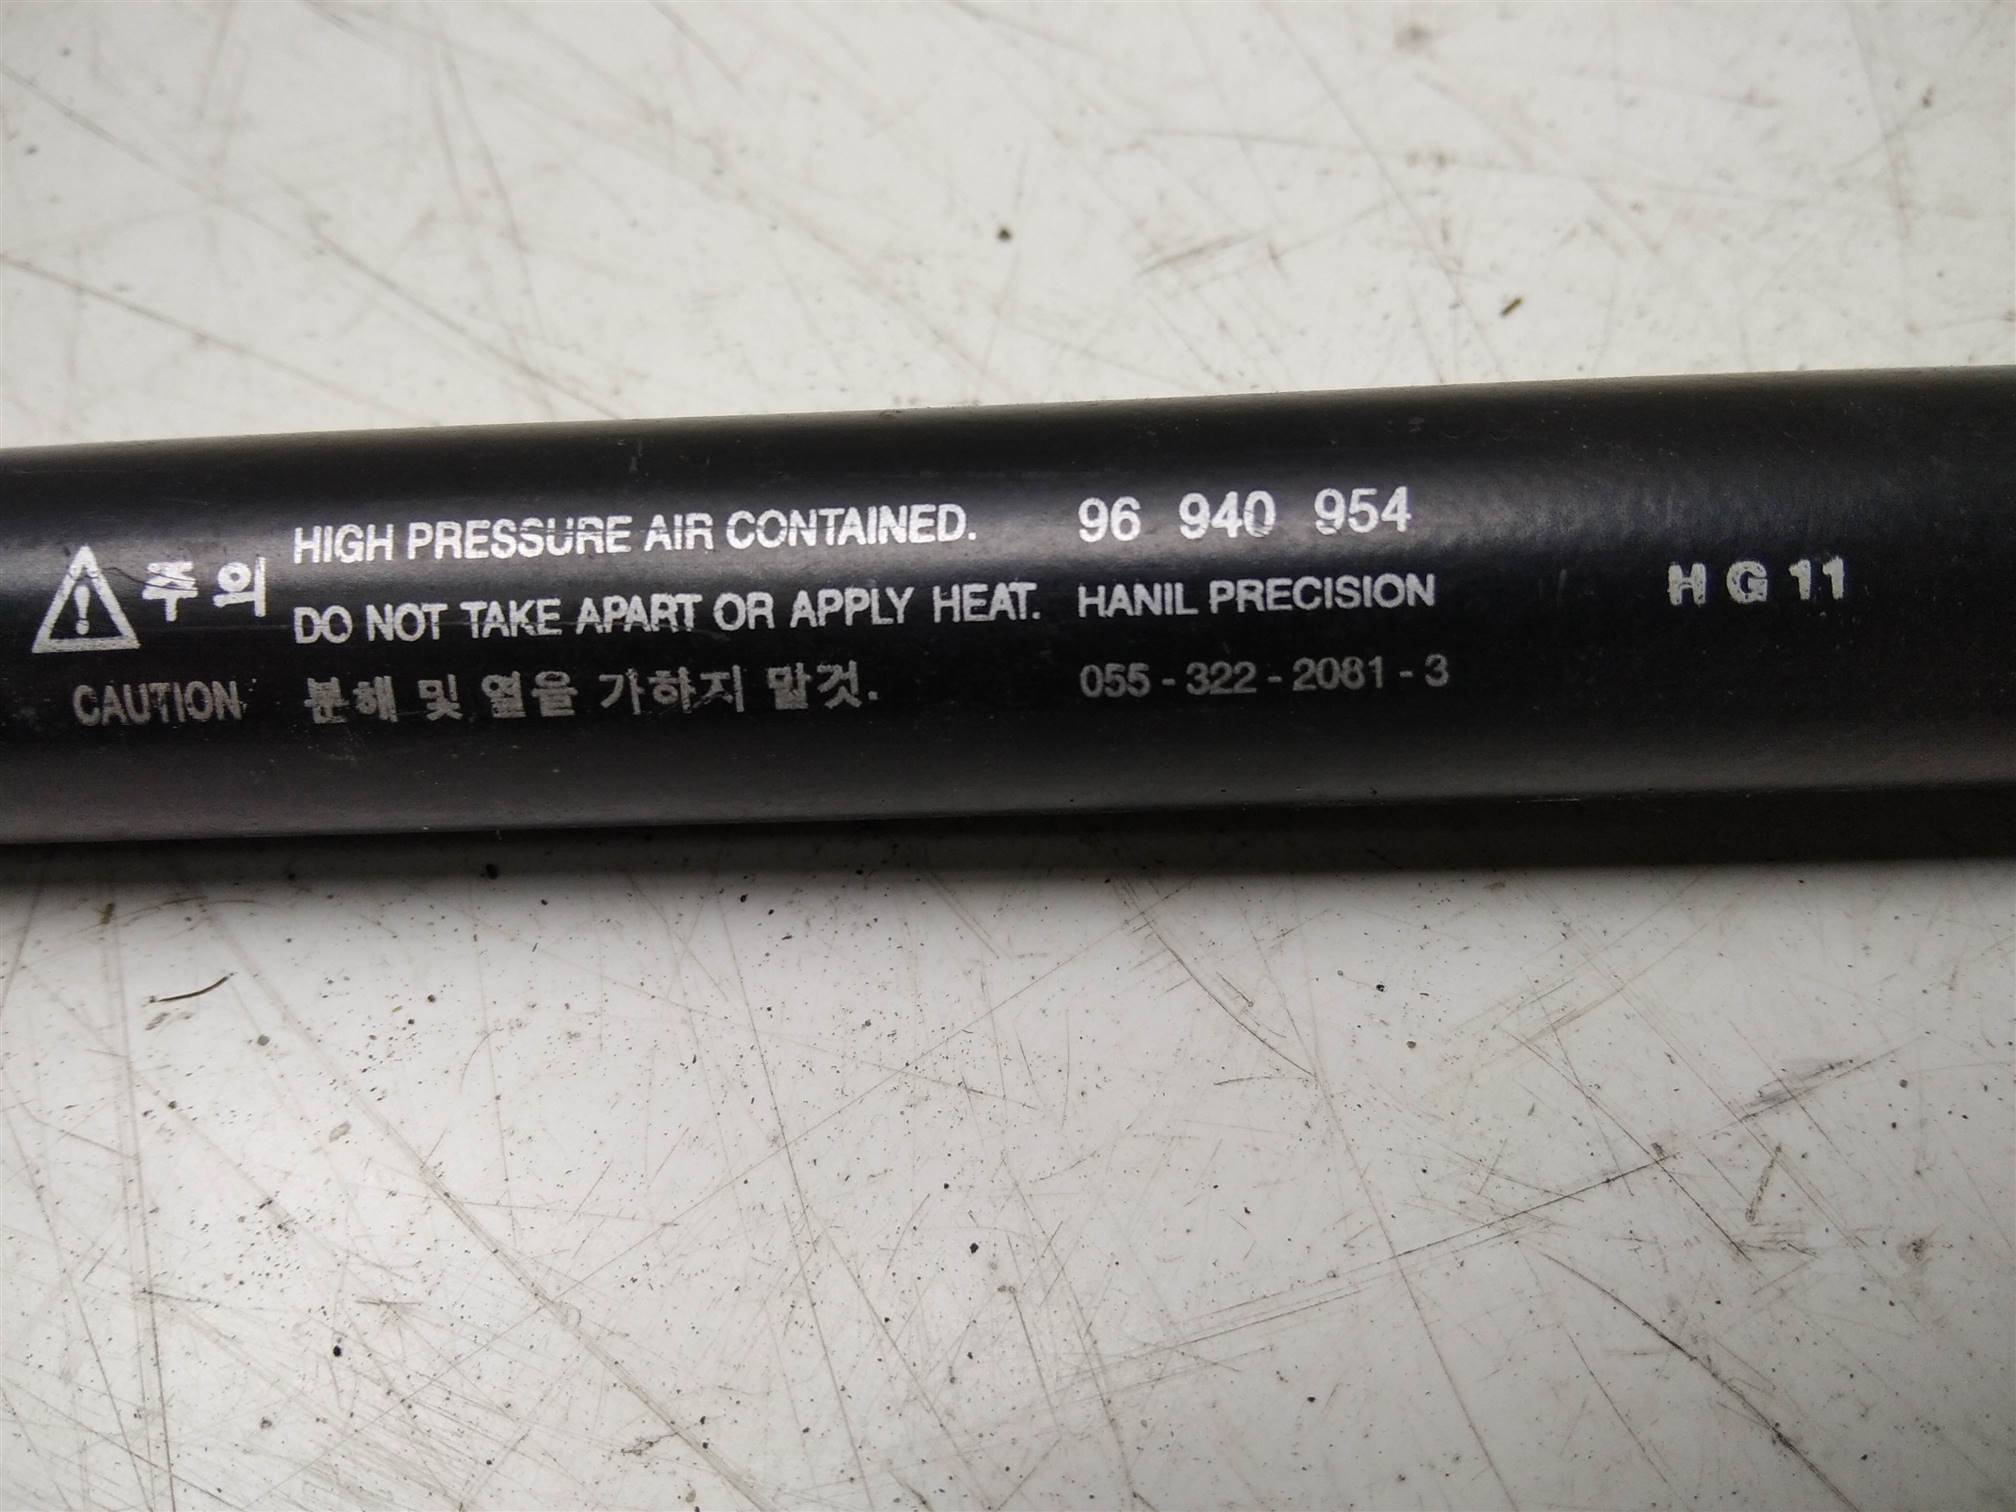 HIGH PRESSURE AIR CONTAINED. 96 940 954
주의 DO NOT TAKE APART OR APPLY HEAT. HANIL PRECISION HG11
CAUTION 분해 및 열을 가하지 말것. 055-322-2081-3